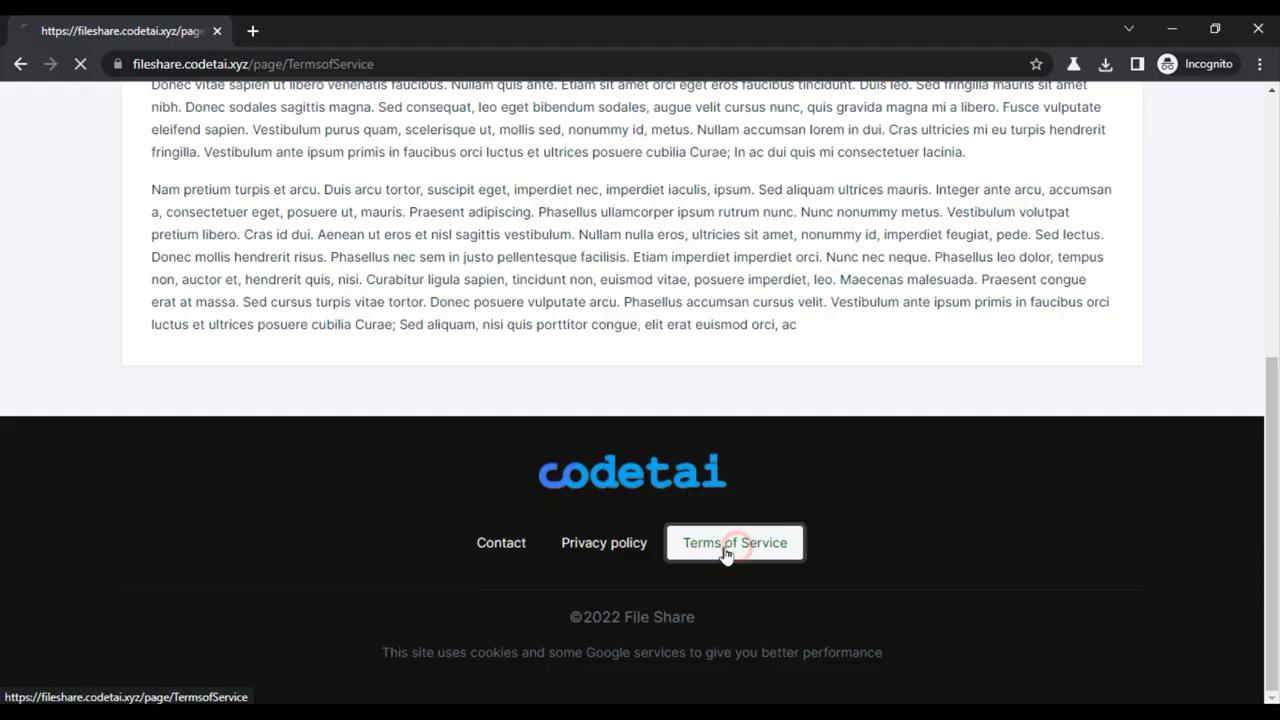 https://fileshare.codetai.xyz/page
fileshare.codetai.xyz/page/TermsofService
Incognito
Donec vitae sapien ut libero venenatis faucibus. Nullam quis ante. Etiam sit amet orci eget eros faucibus tincidunt. Duis leo. Sed fringilla mauris sit amet
nibh. Donec sodales sagittis magna. Sed consequat, leo eget bibendum sodales, augue velit cursus nunc, quis gravida magna mi a libero. Fusce vulputate
eleifend sapien. Vestibulum purus quam, scelerisque ut, mollis sed, nonummy id, metus. Nullam accumsan lorem in dui. Cras ultricies mi eu turpis hendrerit
fringilla. Vestibulum ante ipsum primis in faucibus orci luctus et ultrices posuere cubilia Curae; In ac dui quis mi consectetuer lacinia.
Nam pretium turpis et arcu. Duis arcu tortor, suscipit eget, imperdiet nec, imperdiet iaculis, ipsum. Sed aliquam ultrices mauris. Integer ante arcu, accumsan
a, consectetuer eget, posuere ut, mauris. Praesent adipiscing. Phasellus ullamcorper ipsum rutrum nunc. Nunc nonummy metus. Vestibulum volutpat
pretium libero. Cras id dui. Aenean ut eros et nisl sagittis vestibulum. Nullam nulla eros, ultricies sit amet, nonummy id, imperdiet feugiat, pede. Sed lectus.
Donec mollis hendrerit risus. Phasellus nec sem in justo pellentesque facilisis. Etiam imperdiet imperdiet orci. Nunc nec neque. Phasellus leo dolor, tempus
non, auctor et, hendrerit quis, nisi. Curabitur ligula sapien, tincidunt non, euismod vitae, posuere imperdiet, leo. Maecenas malesuada. Praesent congue
erat at massa. Sed cursus turpis vitae tortor. Donec posuere vulputate arcu. Phasellus accumsan cursus velit. Vestibulum ante ipsum primis in faucibus orci
luctus et ultrices posuere cubilia Curae; Sed aliquam, nisi quis porttitor congue, elit erat euismod orci, ac
codetai
Contact Privacy policy Terms of Service
©2022 File Share
This site uses cookies and some Google services to give you better performance
https://fileshare.codetai.xyz/page/TermsofService